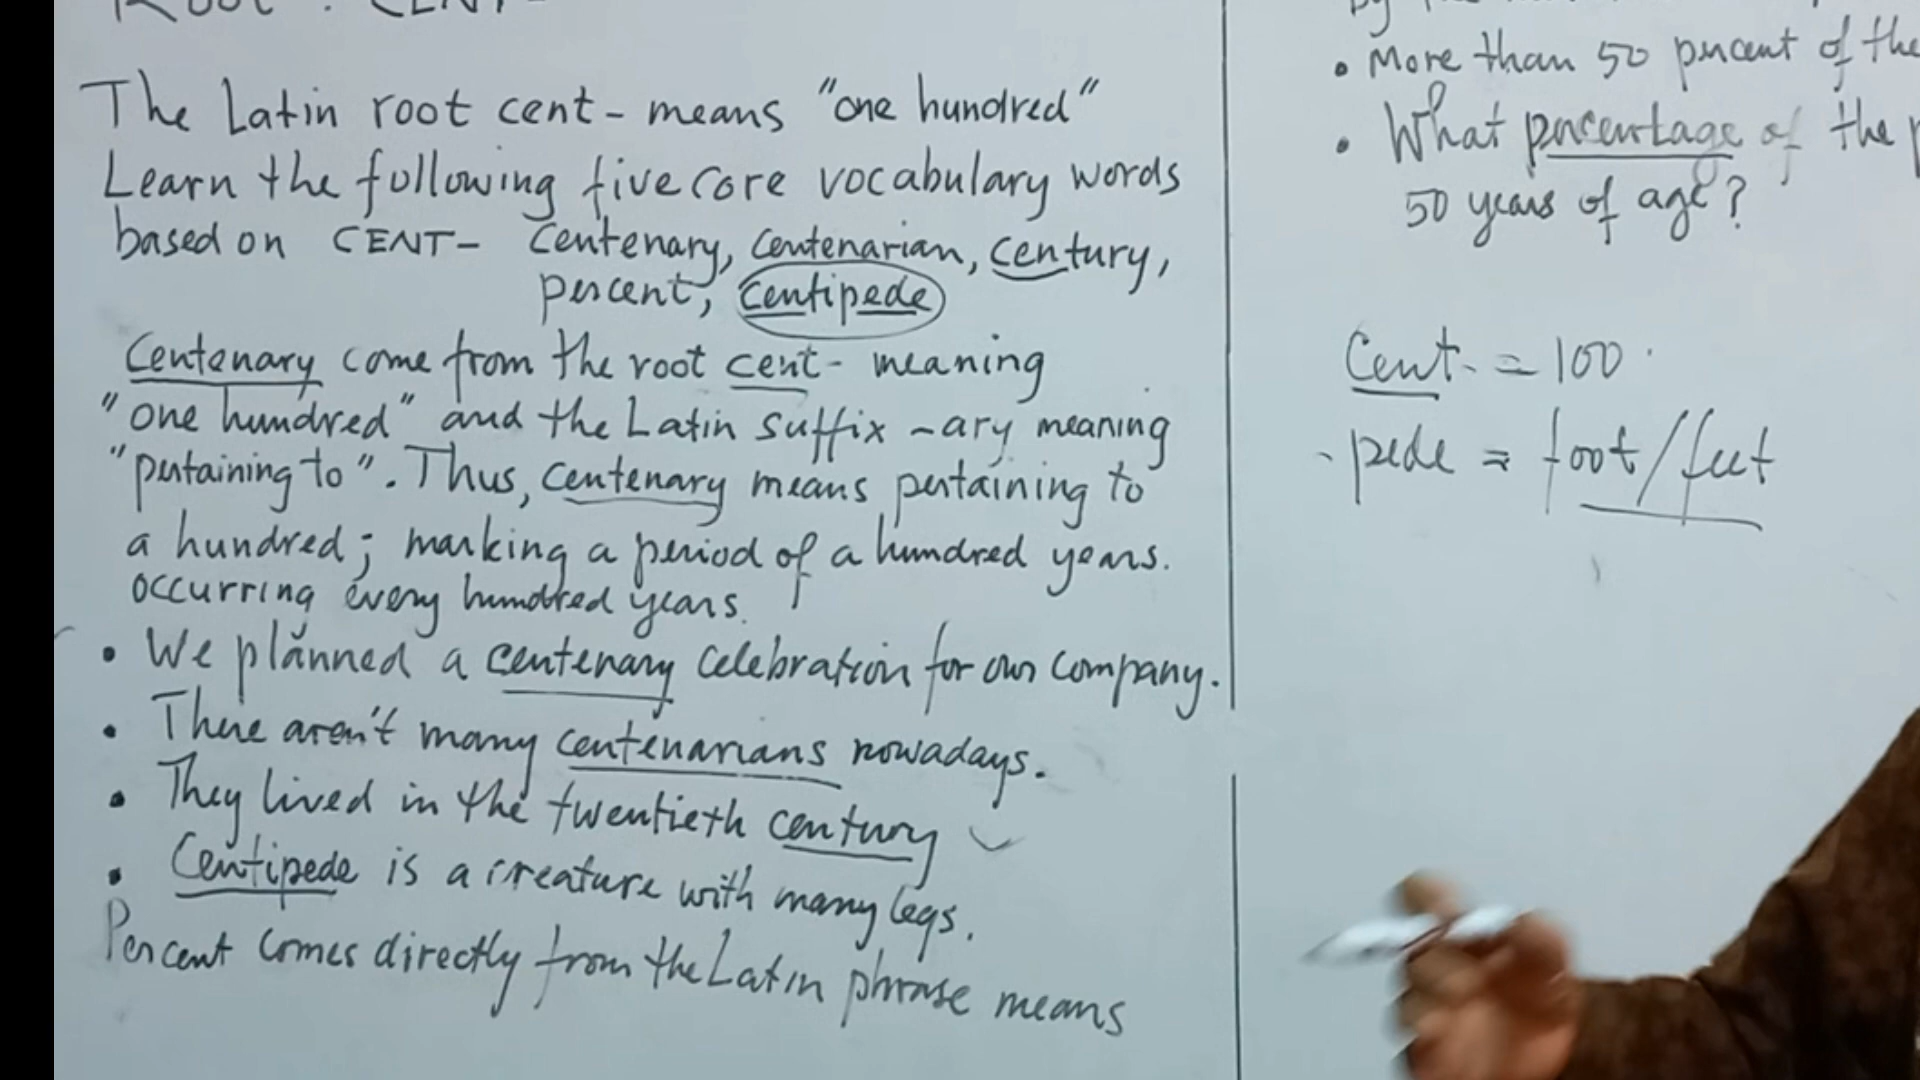 Root : CENT-
The Latin root cent- means "one hundred"
Learn the following five core vocabulary words
based on CENT- Centenary, Centenarian, century,
percent, centipede
Centenary come from the root cent- meaning
"one hundred" and the Latin suffix -ary meaning
"pertaining to". Thus, centenary means pertaining to
a hundred; marking a period of a hundred years.
occurring every hundred years.
• We planned a centenary celebration for our company.
• There aren't many centenarians nowadays.
• They lived in the twentieth century
• Centipede is a creature with many legs.
Percent comes directly from the Latin phrase means
By the
• More than 50 percent of the
• What percentage of the
50 years of age?
Cent- = 100
- pede = foot/feet